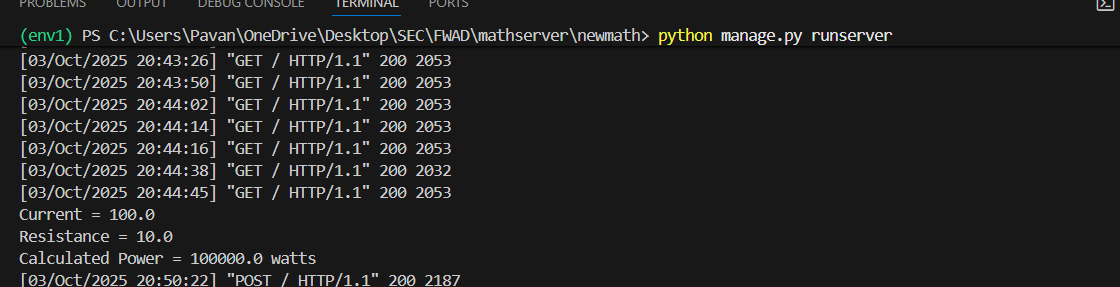 PROBLEMS OUTPUT DEBUG CONSOLE TERMINAL PORTS
(env1) PS C:\Users\Pavan\OneDrive\Desktop\SEC\FWAD\mathserver\newmath> python manage.py runserver
[03/Oct/2025 20:43:26] "GET / HTTP/1.1" 200 2053
[03/Oct/2025 20:43:50] "GET / HTTP/1.1" 200 2053
[03/Oct/2025 20:44:02] "GET / HTTP/1.1" 200 2053
[03/Oct/2025 20:44:14] "GET / HTTP/1.1" 200 2053
[03/Oct/2025 20:44:16] "GET / HTTP/1.1" 200 2053
[03/Oct/2025 20:44:38] "GET / HTTP/1.1" 200 2032
[03/Oct/2025 20:44:45] "GET / HTTP/1.1" 200 2053
Current = 100.0
Resistance = 10.0
Calculated Power = 100000.0 watts
[03/Oct/2025 20:50:22] "POST / HTTP/1.1" 200 2187